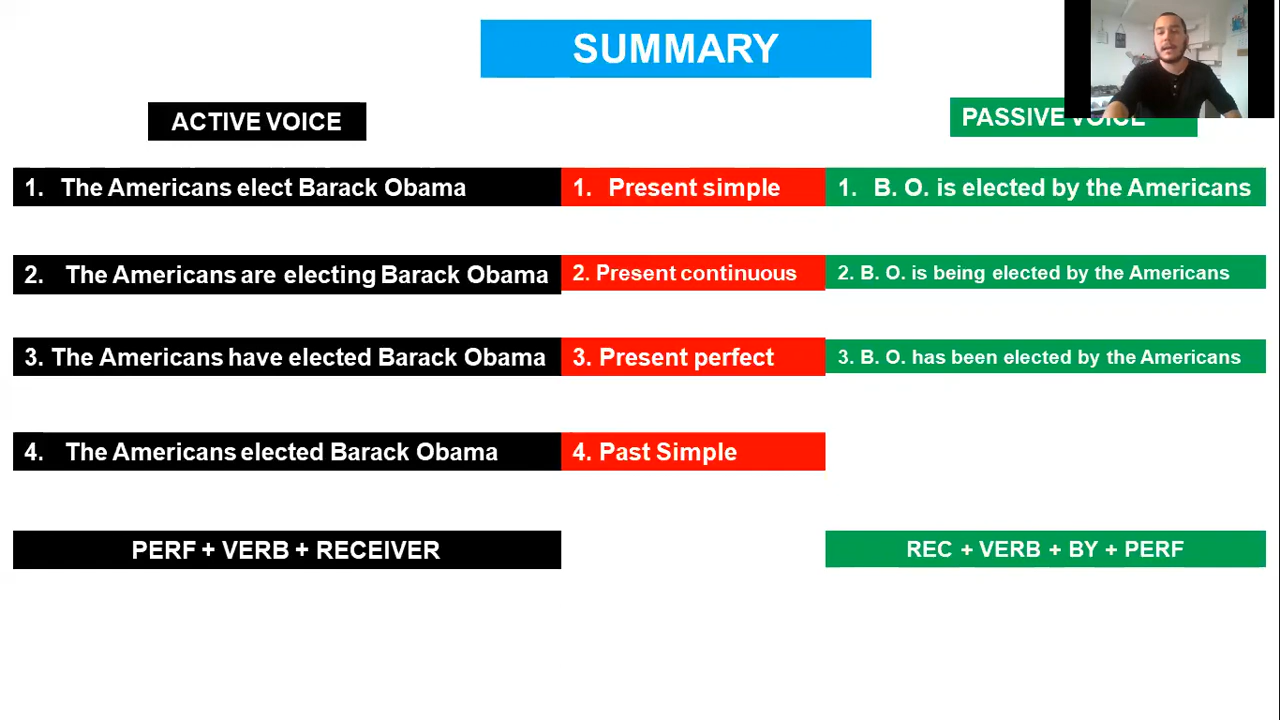 SUMMARY
ACTIVE VOICE
PASSIVE VOICE
1. The Americans elect Barack Obama
1. Present simple
1. B. O. is elected by the Americans
2. The Americans are electing Barack Obama
2. Present continuous
2. B. O. is being elected by the Americans
3. The Americans have elected Barack Obama
3. Present perfect
3. B. O. has been elected by the Americans
4. The Americans elected Barack Obama
4. Past Simple
PERF + VERB + RECEIVER
REC + VERB + BY + PERF